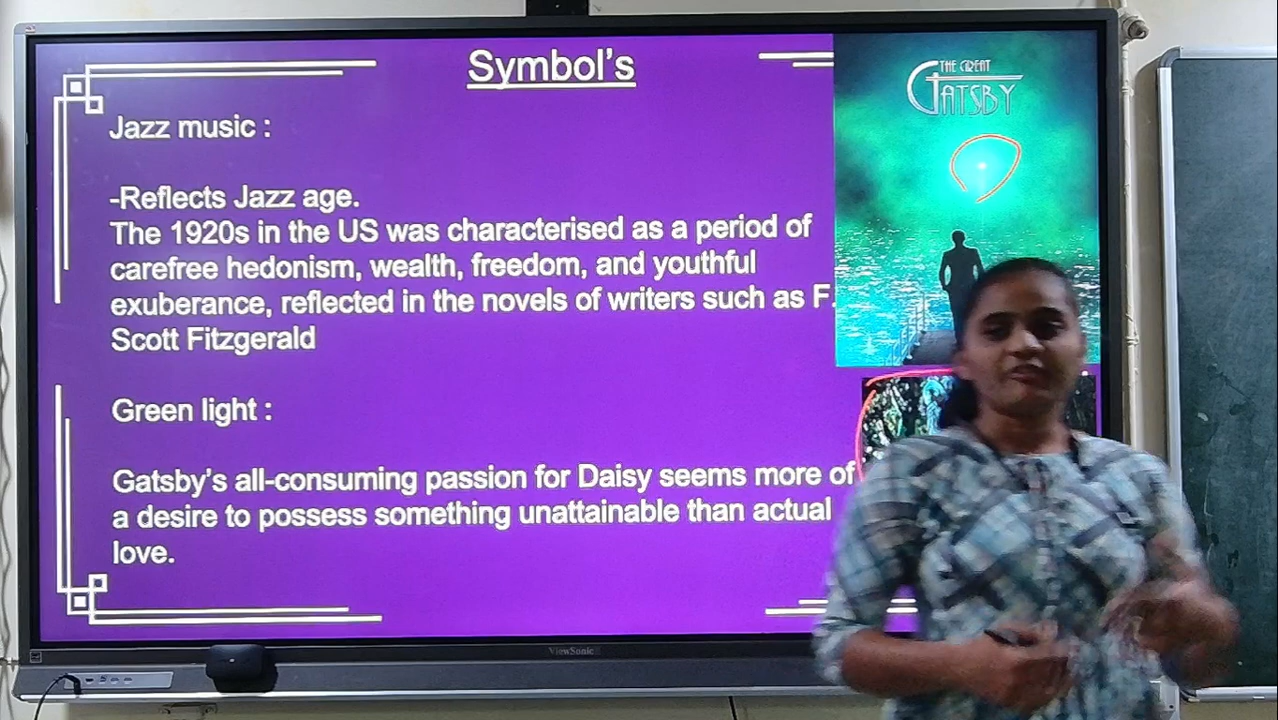 Symbol's
Jazz music :
-Reflects Jazz age.
The 1920s in the US was characterised as a period of
carefree hedonism, wealth, freedom, and youthful
exuberance, reflected in the novels of writers such as F.
Scott Fitzgerald
Green light :
Gatsby's all-consuming passion for Daisy seems more of
a desire to possess something unattainable than actual
love.
THE GREAT
GATSBY
ViewSonic